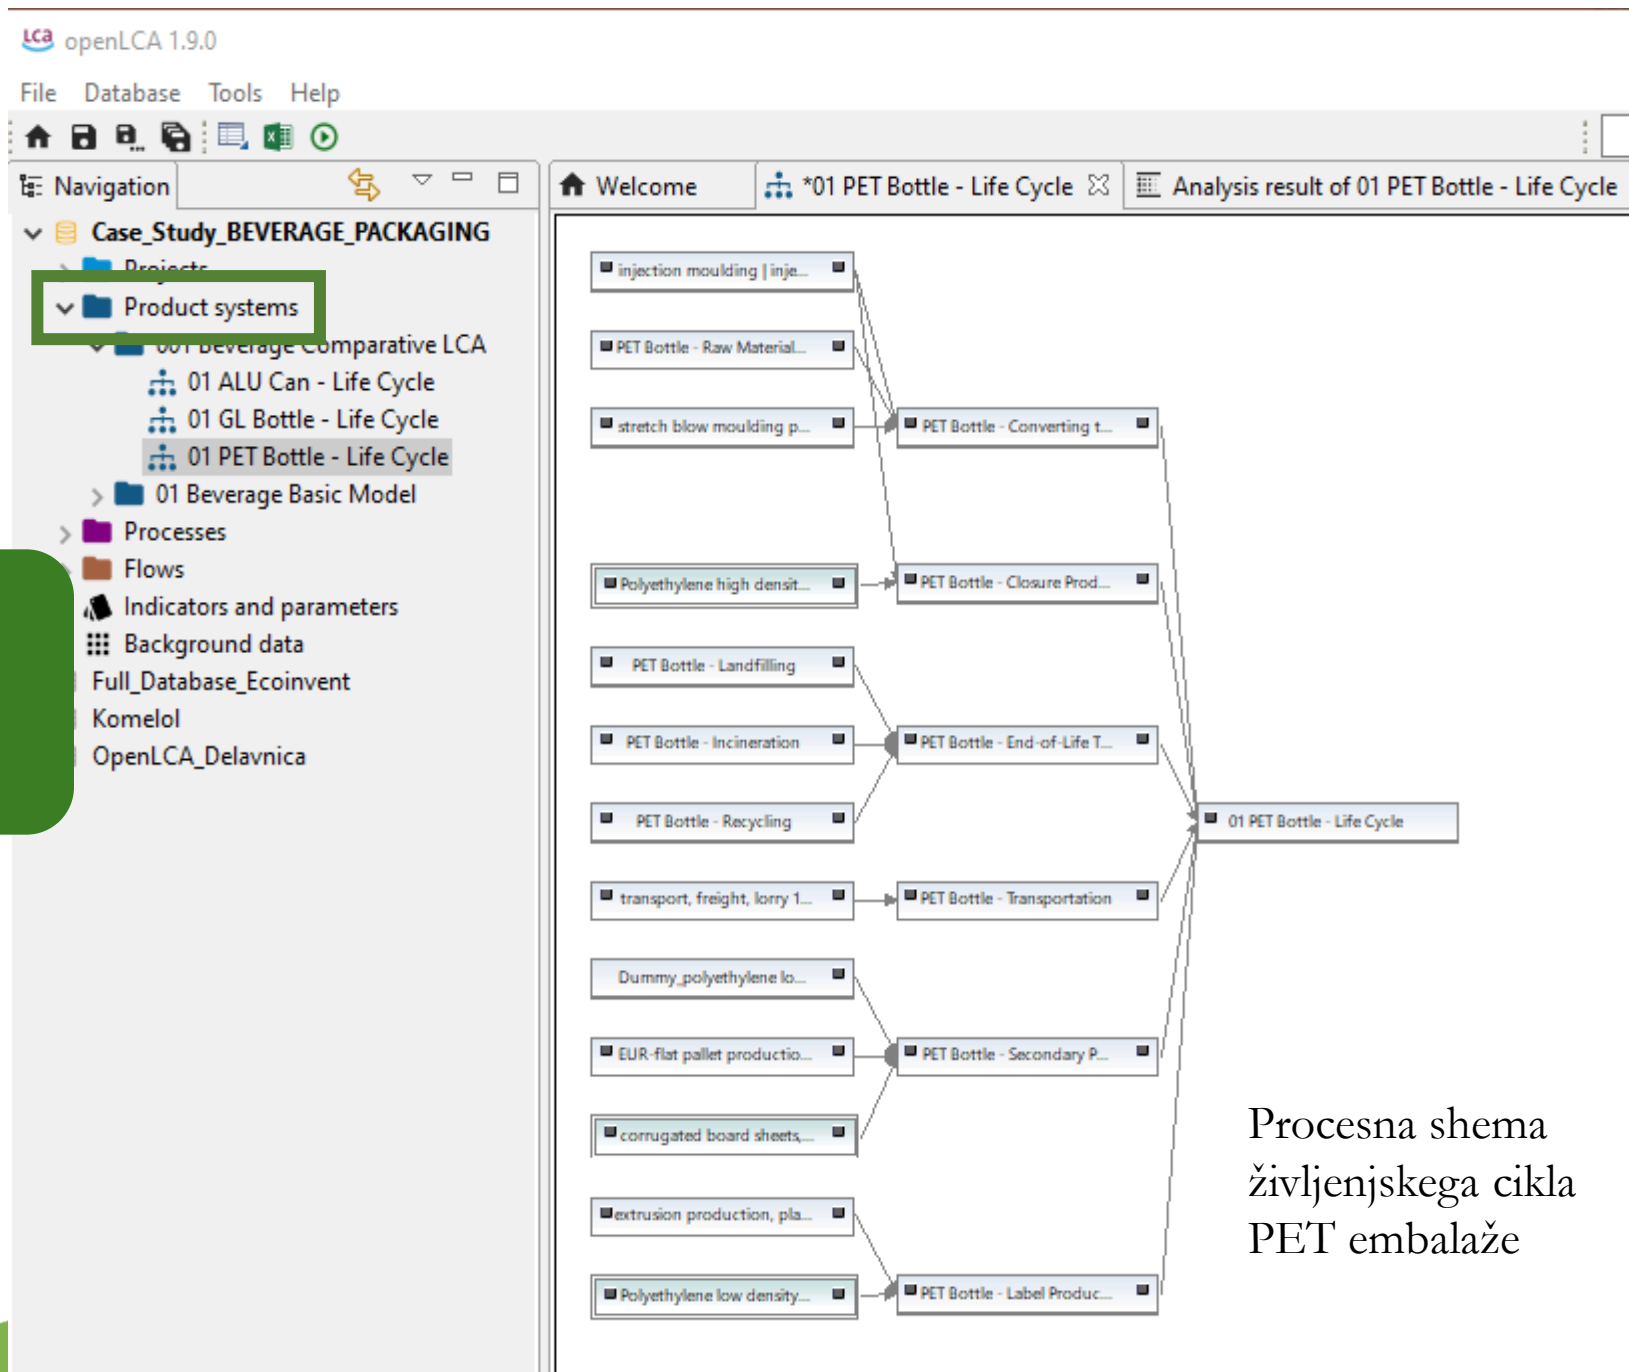 LCA openLCA 1.9.0
File Database Tools Help
Navigation
Welcome
*01 PET Bottle - Life Cycle
Analysis result of 01 PET Bottle - Life Cycle
Case_Study_BEVERAGE_PACKAGING
Projects
Product systems
001 Beverage Comparative LCA
01 ALU Can - Life Cycle
01 GL Bottle - Life Cycle
01 PET Bottle - Life Cycle
01 Beverage Basic Model
Processes
Flows
Indicators and parameters
Background data
Full_Database_Ecoinvent
Komelol
OpenLCA_Delavnica
injection moulding | inje...
PET Bottle - Raw Material...
stretch blow moulding p...
PET Bottle - Converting t...
Polyethylene high densit...
PET Bottle - Closure Prod...
PET Bottle - Landfilling
PET Bottle - Incineration
PET Bottle - End-of-Life T...
PET Bottle - Recycling
01 PET Bottle - Life Cycle
transport, freight, lorry 1...
PET Bottle - Transportation
Dummy_polyethylene lo...
EUR-flat pallet productio...
PET Bottle - Secondary P...
corrugated board sheets,...
extrusion production, pla...
Polyethylene low density...
PET Bottle - Label Produc...
Procesna shema
življenjskega cikla
PET embalaže